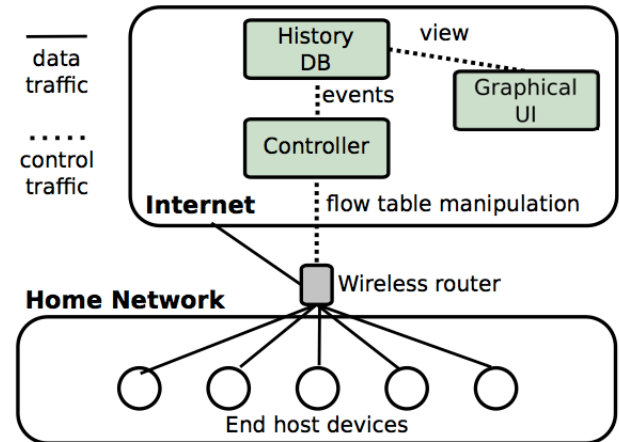 data
traffic
control
traffic
History
DB
view
Graphical
UI
events
Controller
Internet
flow table manipulation
Wireless router
Home Network
End host devices